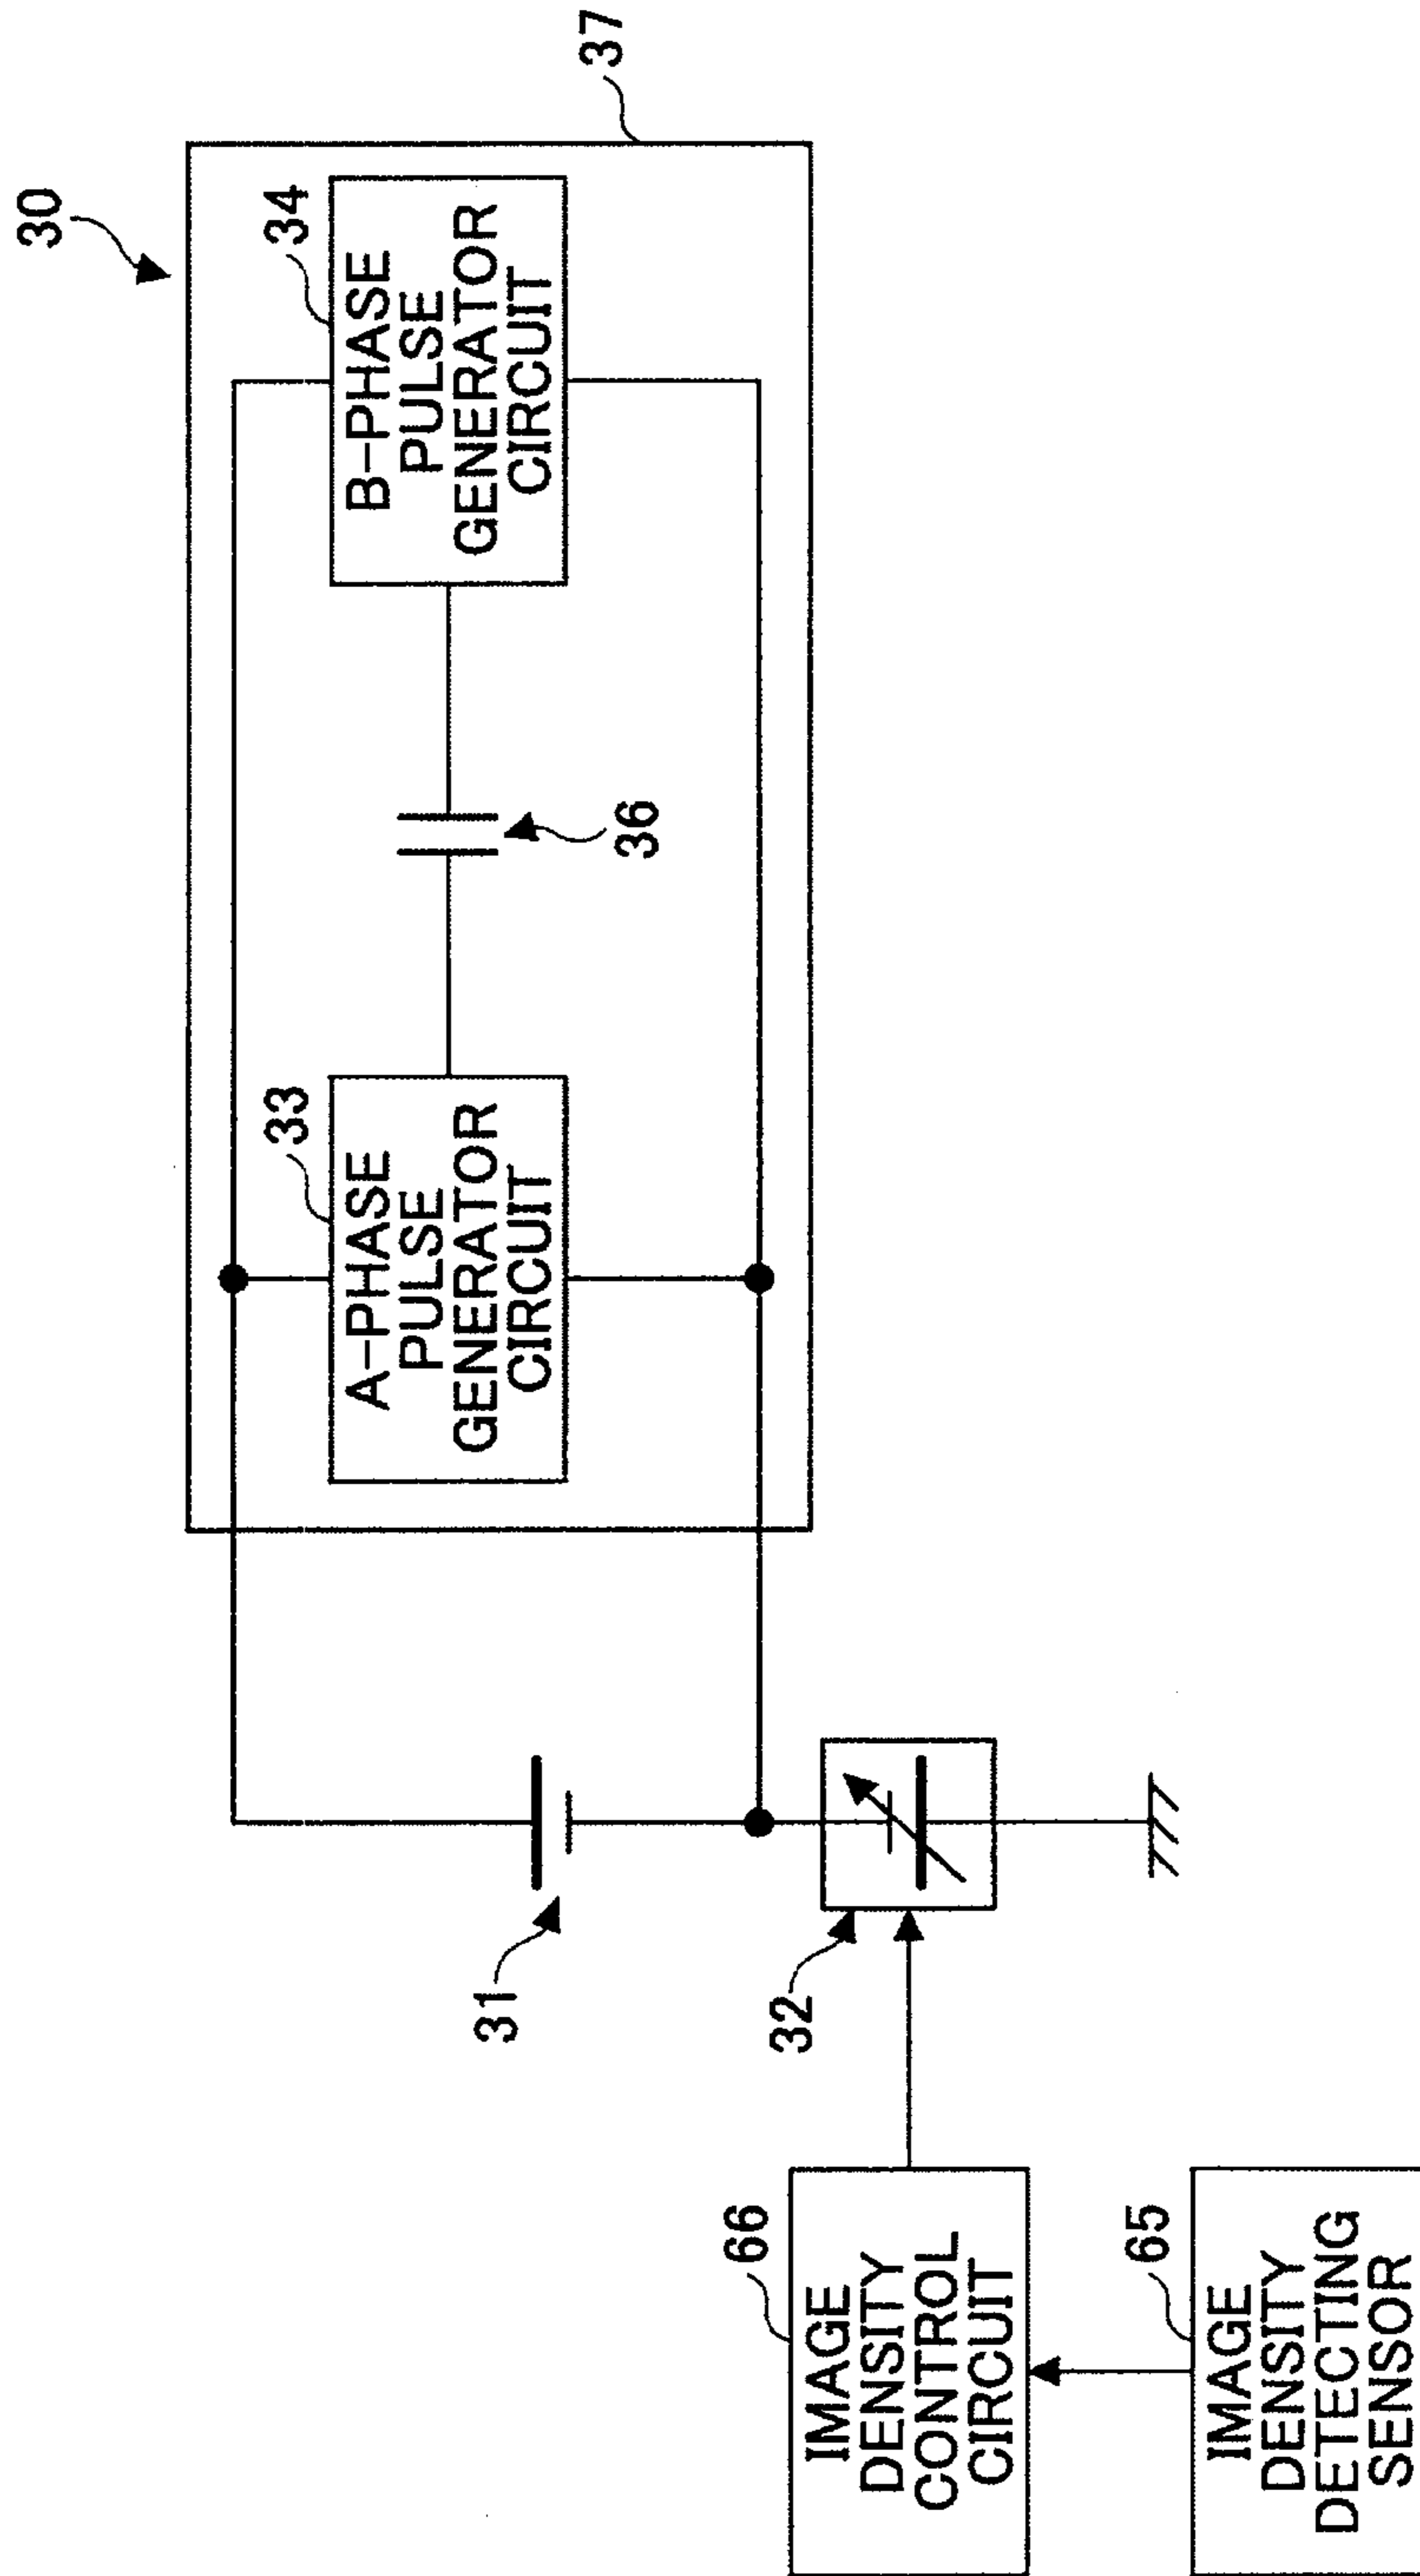 30
37
33
A-PHASE
PULSE
GENERATOR
CIRCUIT
34
B-PHASE
PULSE
GENERATOR
CIRCUIT
36
31
32
66
IMAGE
DENSITY
CONTROL
CIRCUIT
65
IMAGE
DENSITY
DETECTING
SENSOR